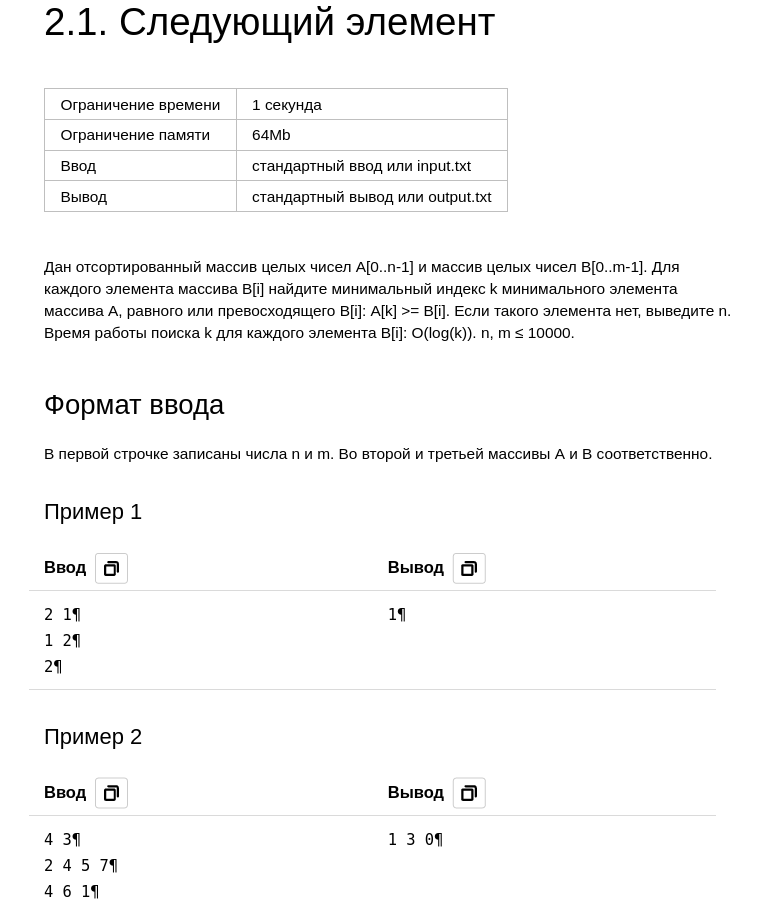 2.1. Следующий элемент
Ограничение времени 1 секунда
Ограничение памяти 64Mb
Ввод стандартный ввод или input.txt
Вывод стандартный вывод или output.txt
Дан отсортированный массив целых чисел A[0..n-1] и массив целых чисел B[0..m-1]. Для
каждого элемента массива B[i] найдите минимальный индекс k минимального элемента
массива A, равного или превосходящего B[i]: A[k] >= B[i]. Если такого элемента нет, выведите n.
Время работы поиска k для каждого элемента B[i]: O(log(k)). n, m ≤ 10000.
Формат ввода
В первой строчке записаны числа n и m. Во второй и третьей массивы A и B соответственно.
Пример 1
Ввод Вывод
2 1¶ 1¶
1 2¶
2¶
Пример 2
Ввод Вывод
4 3¶ 1 3 0¶
2 4 5 7¶
4 6 1¶